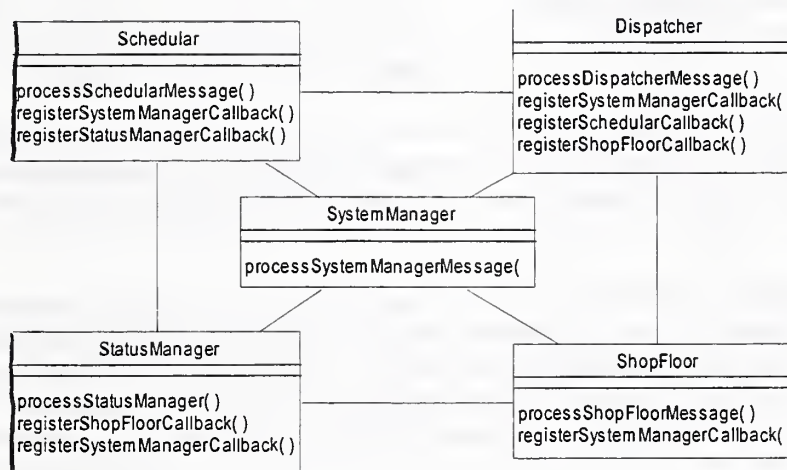 Schedular
processSchedularMessage()
registerSystemManagerCallback()
registerStatusManagerCallback()
Dispatcher
processDispatcherMessage()
registerSystemManagerCallback(
registerSchedularCallback()
registerShopFloorCallback()
SystemManager
processSystemManagerMessage(
StatusManager
processStatusManager()
registerShopFloorCallback()
registerSystemManagerCallback()
ShopFloor
processShopFloorMessage()
registerSystemManagerCallback(